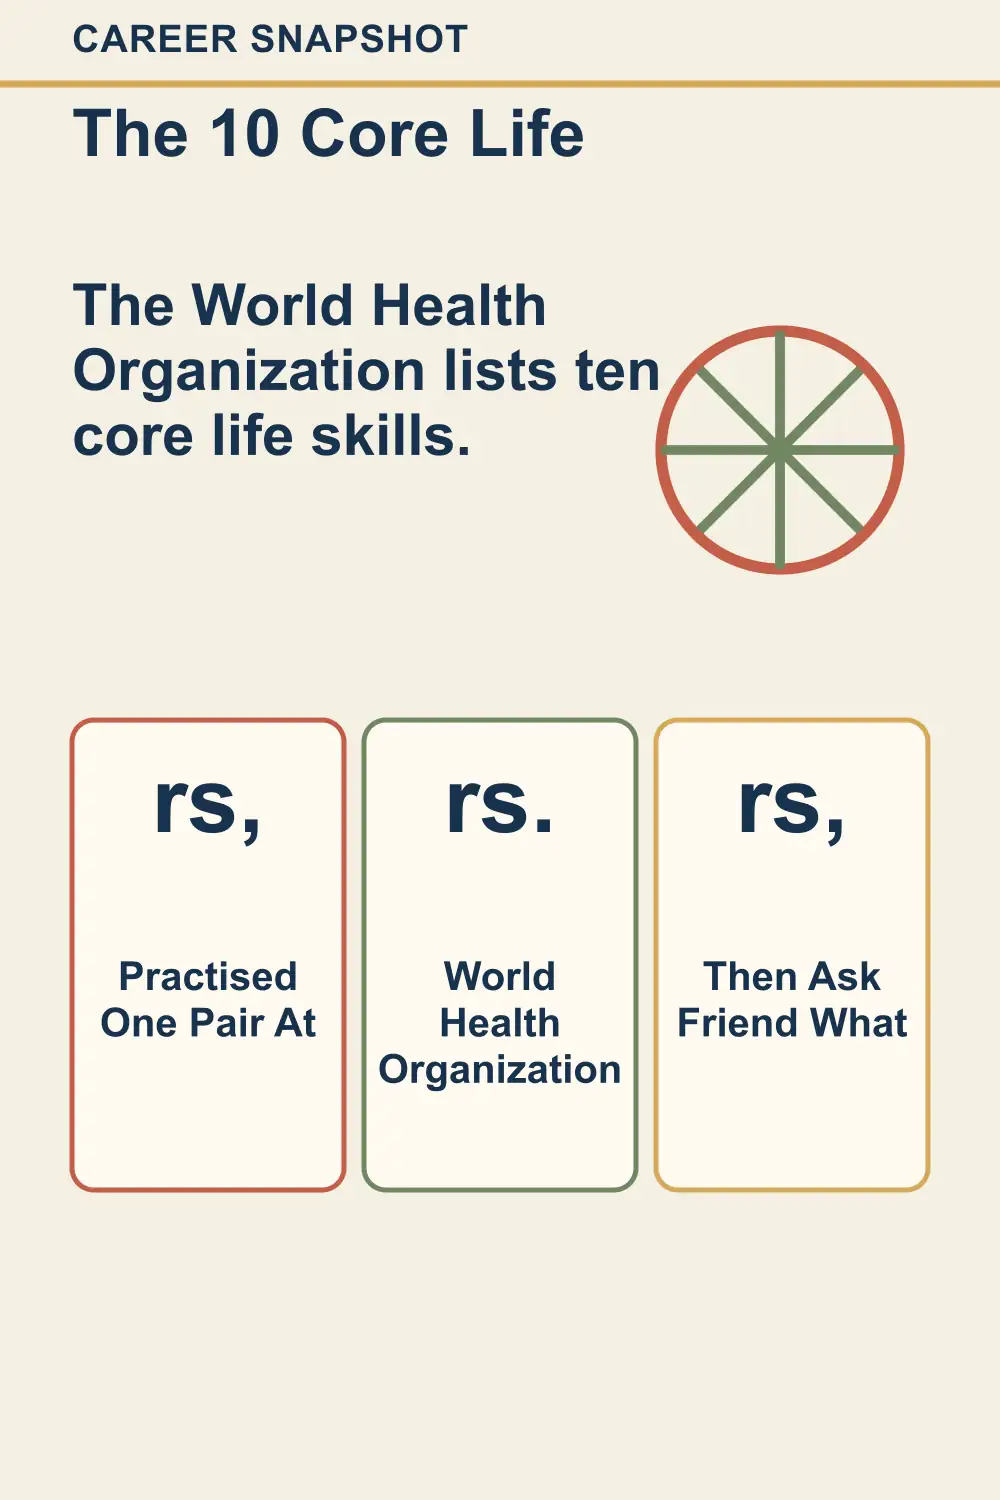 CAREER SNAPSHOT
The 10 Core Life
The World Health
Organization lists ten
core life skills.
rs,
Practised
One Pair At
rs.
World
Health
Organization
rs,
Then Ask
Friend What